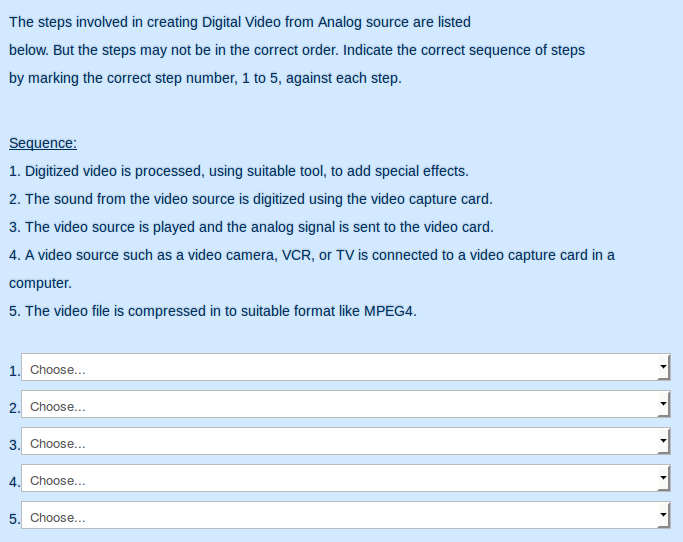 The steps involved in creating Digital Video from Analog source are listed
below. But the steps may not be in the correct order. Indicate the correct sequence of steps
by marking the correct step number, 1 to 5, against each step.
Sequence:
1. Digitized video is processed, using suitable tool, to add special effects.
2. The sound from the video source is digitized using the video capture card.
3. The video source is played and the analog signal is sent to the video card.
4. A video source such as a video camera, VCR, or TV is connected to a video capture card in a
computer.
5. The video file is compressed in to suitable format like MPEG4.
1. Choose...
2. Choose...
3. Choose...
4. Choose...
5. Choose...